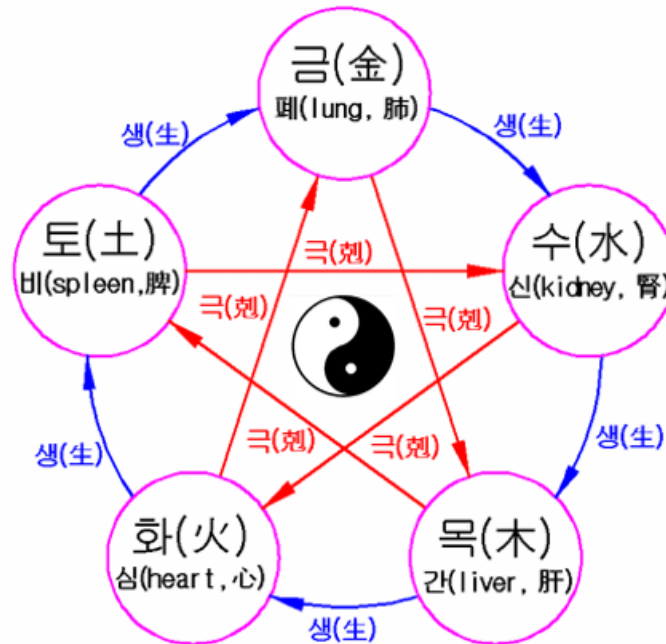 금(金)
폐(lung, 肺)
생(生)
생(生)
토(土)
비(spleen,脾)
수(水)
신(kidney, 腎)
극(剋)
극(剋)
극(剋)
극(剋)
극(剋)
생(生)
생(生)
화(火)
심(heart,心)
목(木)
간(liver, 肝)
생(生)